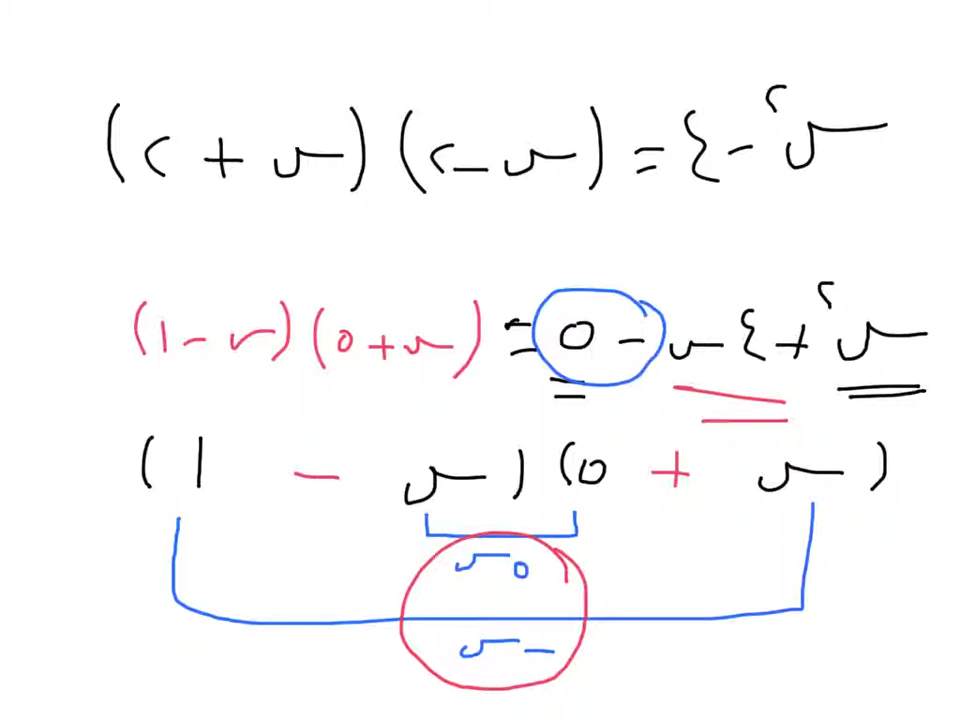 س٢ - ٤ = (س - ٢)(س + ٢)
س٢ + ٤س - ٥ = (س + ٥)(س - ١)
(س + ٥)(س - ١)
٥س
- س